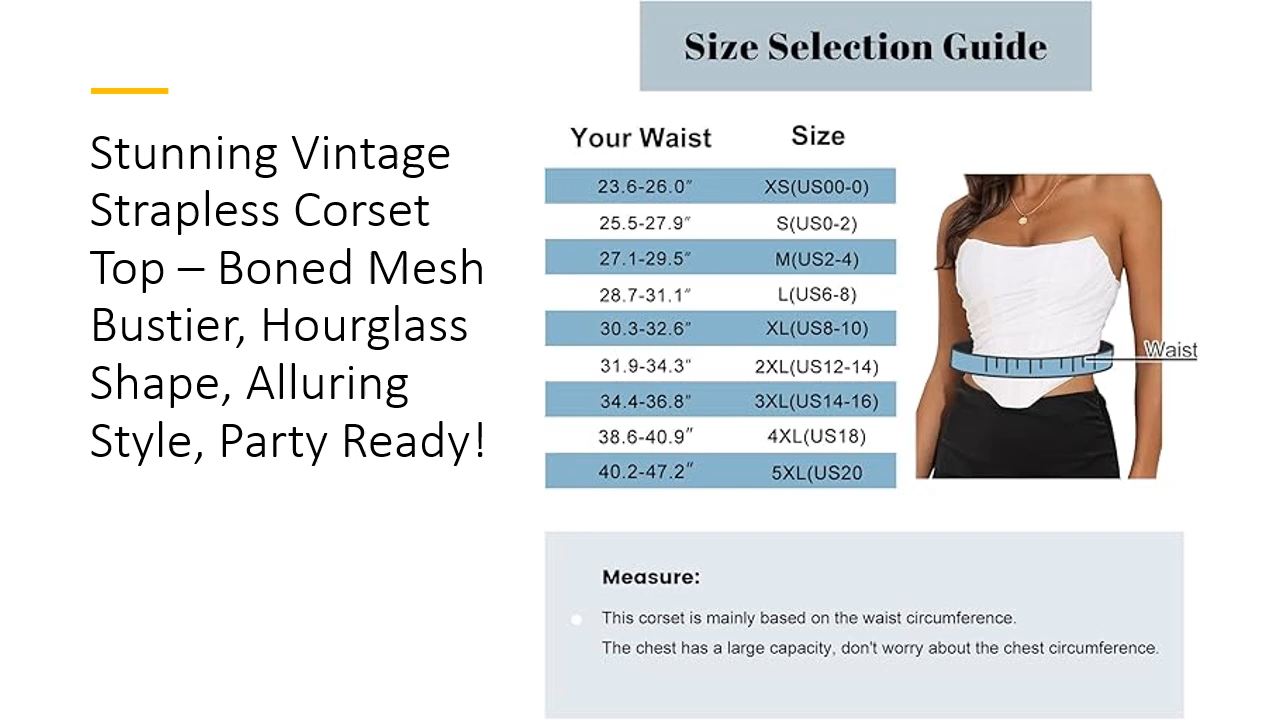 Stunning Vintage
Strapless Corset
Top – Boned Mesh
Bustier, Hourglass
Shape, Alluring
Style, Party Ready!
Size Selection Guide
Your Waist Size
23.6-26.0″ XS(US00-0)
25.5-27.9″ S(US0-2)
27.1-29.5″ M(US2-4)
28.7-31.1″ L(US6-8)
30.3-32.6″ XL(US8-10)
31.9-34.3″ 2XL(US12-14)
34.4-36.8″ 3XL(US14-16)
38.6-40.9″ 4XL(US18)
40.2-47.2″ 5XL(US20
Waist
Measure:
This corset is mainly based on the waist circumference.
The chest has a large capacity, don't worry about the chest circumference.